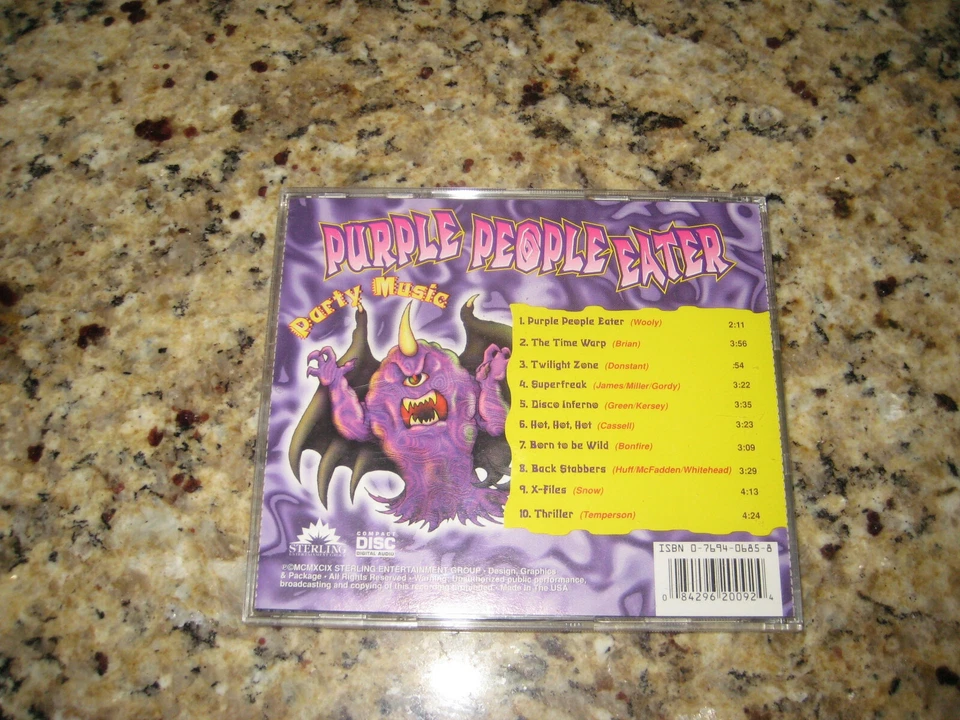 PURPLE PEOPLE EATER
Party Music
1. Purple People Eater (Wooly) 2:11
2. The Time Warp (Brian) 3:56
3. Twilight Zone (Donstant) :54
4. Superfreak (James/Miller/Gordy) 3:22
5. Disco Inferno (Green/Kersey) 3:35
6. Hot, Hot, Hot (Cassell) 3:23
7. Born to be Wild (Bonfire) 3:09
8. Back Stabbers (Huff/McFadden/Whitehead) 3:29
9. X-Files (Snow) 4:13
10. Thriller (Temperson) 4:24
STERLING
COMPACT
DISC
DIGITAL AUDIO
℗©MCMXCIX STERLING ENTERTAINMENT GROUP • Design, Graphics
& Package • All Rights Reserved • Warning: Unauthorized public performance,
broadcasting and copying of this recording prohibited • Made In The USA
ISBN 0-7694-0685-8
0 84296 20092 4